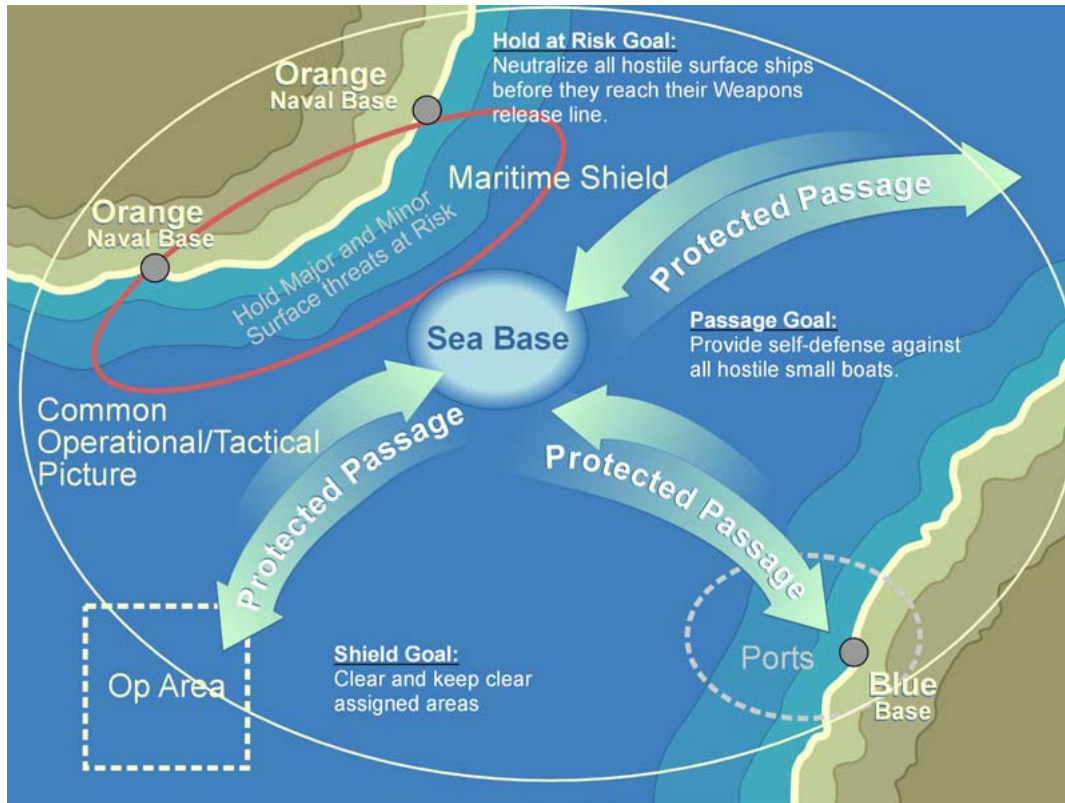 Hold at Risk Goal:
Neutralize all hostile surface ships
before they reach their Weapons
release line.
Orange
Naval Base
Orange
Naval Base
Maritime Shield
Hold Major and Minor
Surface threats at Risk
Protected Passage
Sea Base
Passage Goal:
Provide self-defense against
all hostile small boats.
Common
Operational/Tactical
Picture
Protected Passage
Protected Passage
Shield Goal:
Clear and keep clear
assigned areas
Op Area
Ports
Blue
Base